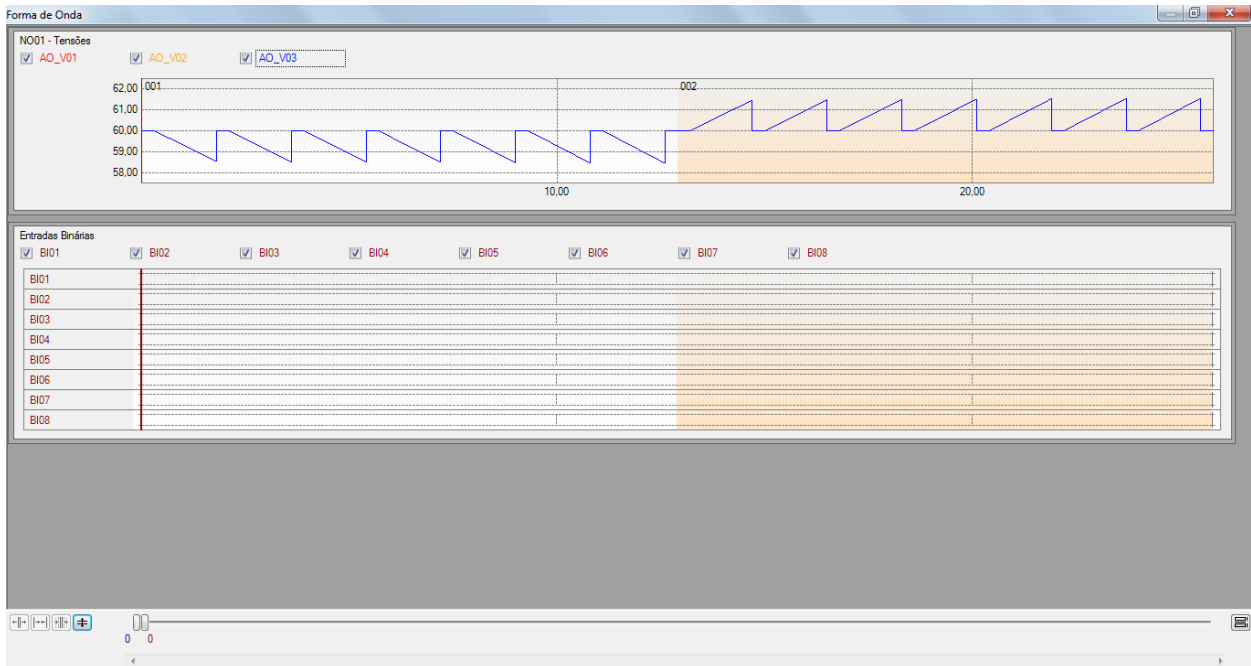 Forma de Onda
NO01 - Tensões
AO_V01 AO_V02 AO_V03
62,00 001 002
61,00
60,00
59,00
58,00
10,00 20,00
Entradas Binárias
BI01 BI02 BI03 BI04 BI05 BI06 BI07 BI08
BI01
BI02
BI03
BI04
BI05
BI06
BI07
BI08
0 0